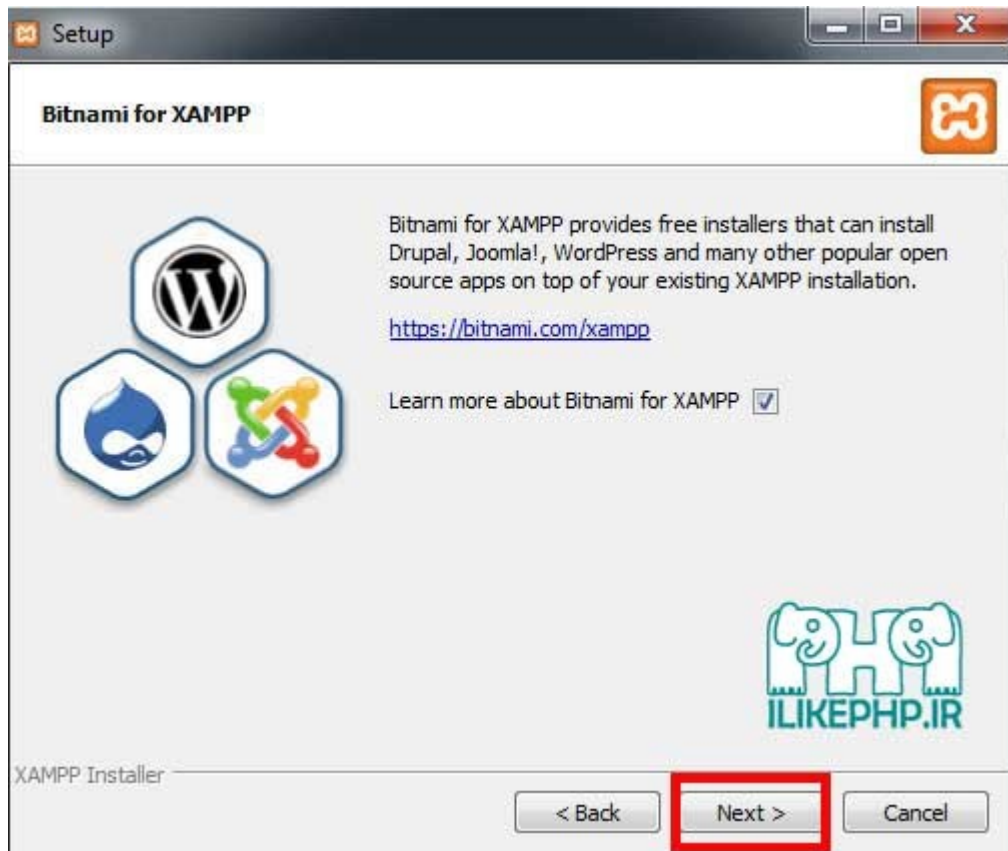 Setup
Bitnami for XAMPP
Bitnami for XAMPP provides free installers that can install
Drupal, Joomla!, WordPress and many other popular open
source apps on top of your existing XAMPP installation.
https://bitnami.com/xampp
Learn more about Bitnami for XAMPP
ILIKEPHP.IR
XAMPP Installer
< Back
Next >
Cancel